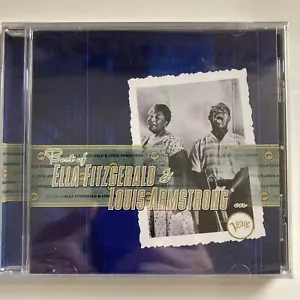 Best of
ELLA FITZGERALD &
LOUIS ARMSTRONG on
Verve